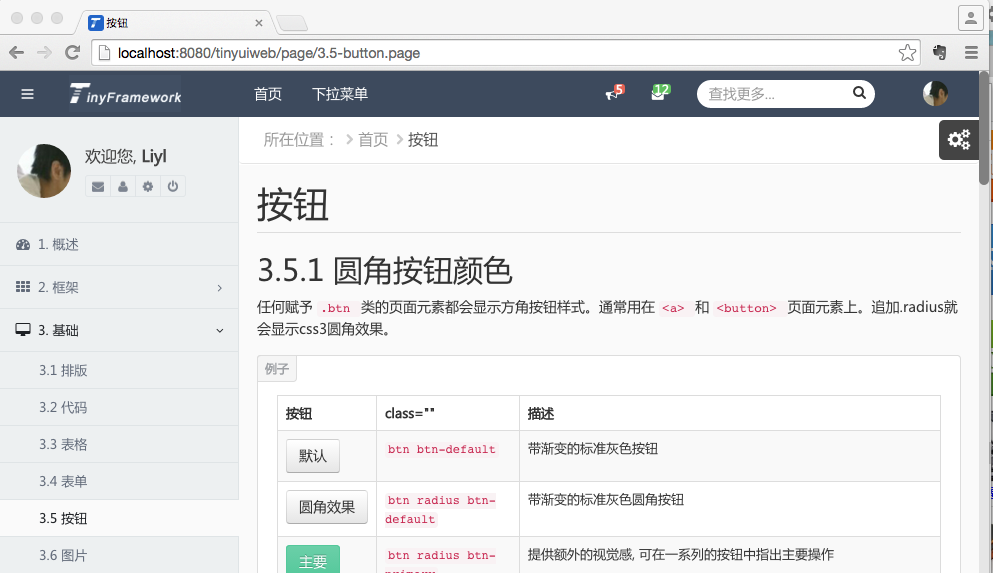 按钮
localhost:8080/tinyuiweb/page/3.5-button.page
TinyFramework
首页
下拉菜单
5
12
查找更多...
欢迎您, Liyl
所在位置：
首页
按钮
1. 概述
2. 框架
3. 基础
3.1 排版
3.2 代码
3.3 表格
3.4 表单
3.5 按钮
3.6 图片
按钮
3.5.1 圆角按钮颜色
任何赋予 .btn 类的页面元素都会显示方角按钮样式。通常用在 <a> 和 <button> 页面元素上。追加.radius就
会显示css3圆角效果。
例子
按钮 class="" 描述
默认 btn btn-default 带渐变的标准灰色按钮
圆角效果 btn radius btn- 带渐变的标准灰色圆角按钮
default
主要 btn radius btn- 提供额外的视觉感, 可在一系列的按钮中指出主要操作
primary